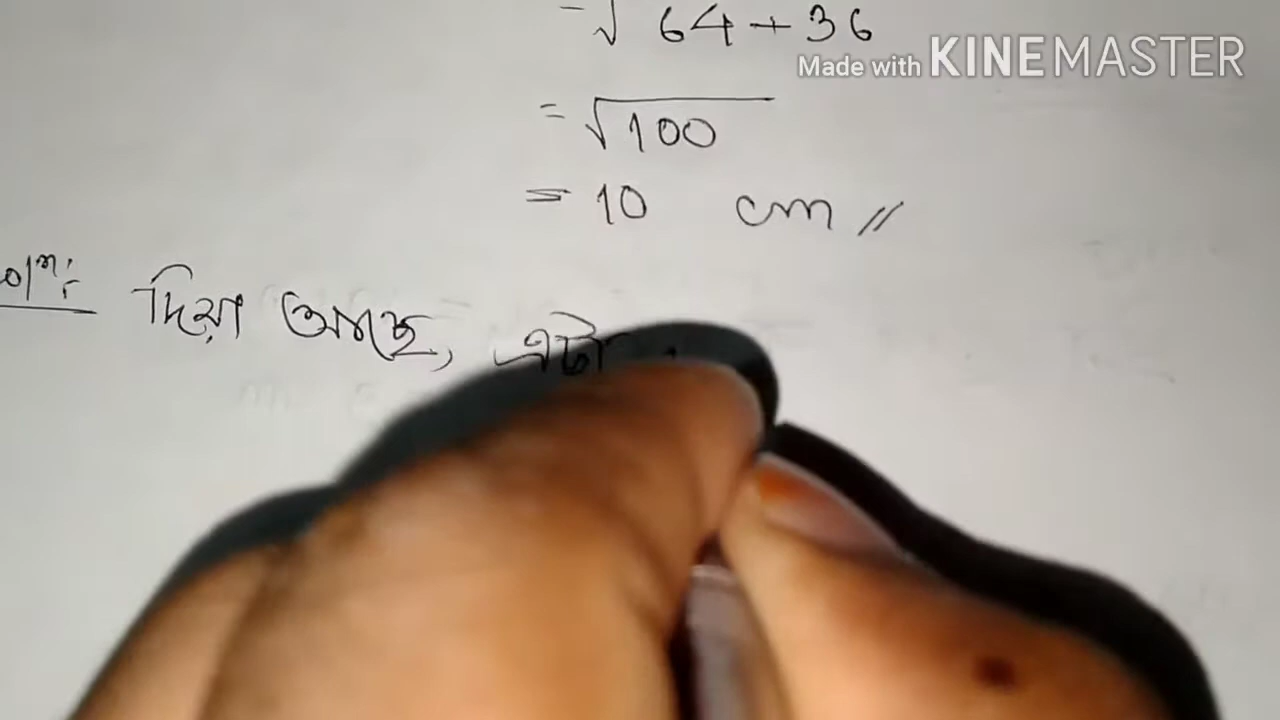 = √ 64 + 36
Made with KINEMASTER
= √100
= 10 cm //
দিয়া আছে, এটা